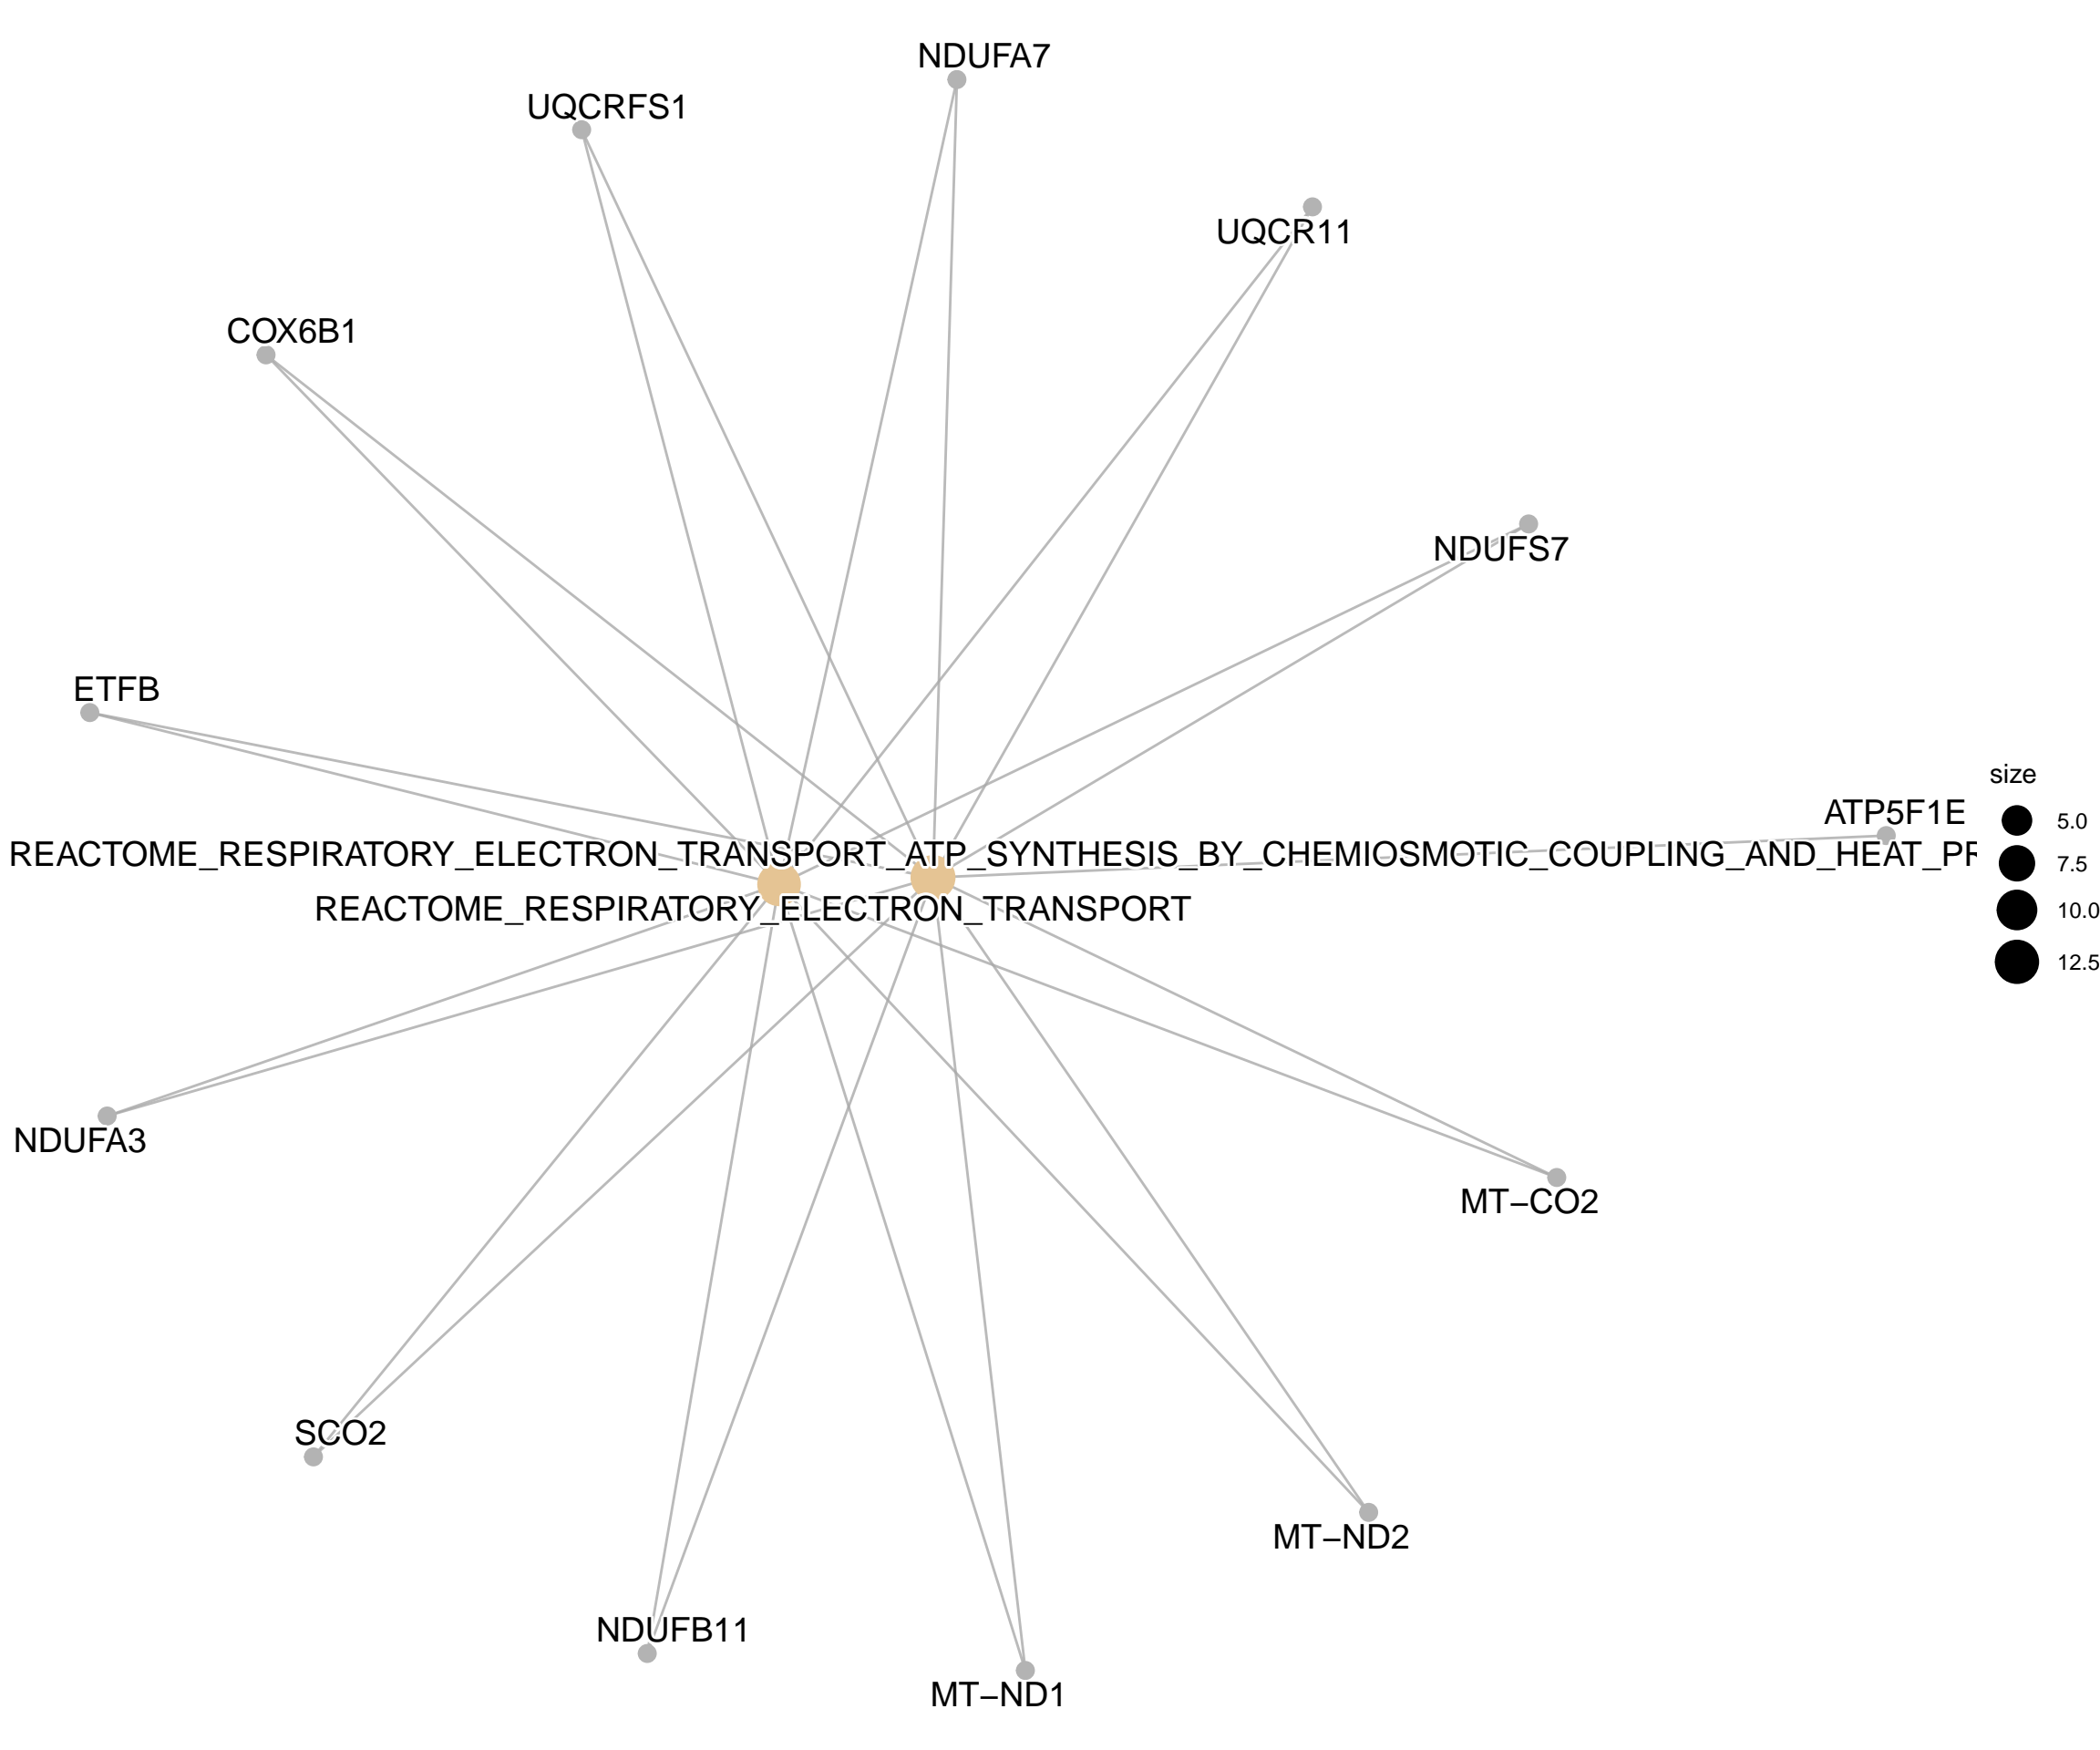 NDUFA7
UQCRFS1
UQCR11
COX6B1
NDUFS7
ETFB
size
ATP5F1E
5.0
REACTOME_RESPIRATORY_ELECTRON_TRANSPORT_ATP_SYNTHESIS_BY_CHEMIOSMOTIC_COUPLING_AND_HEAT_PR
7.5
REACTOME_RESPIRATORY_ELECTRON_TRANSPORT
10.0
12.5
NDUFA3
MT−CO2
SCO2
MT−ND2
NDUFB11
MT−ND1